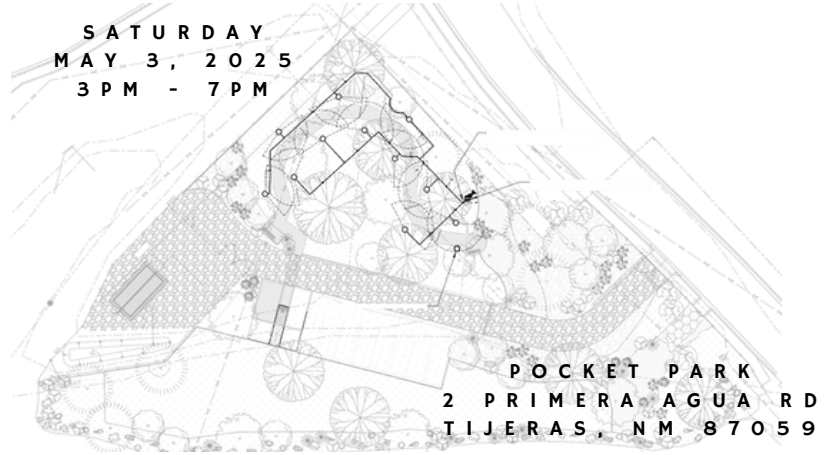 SATURDAY
MAY 3, 2025
3PM - 7PM
POCKET PARK
2 PRIMERA AGUA RD
TIJERAS, NM 87059